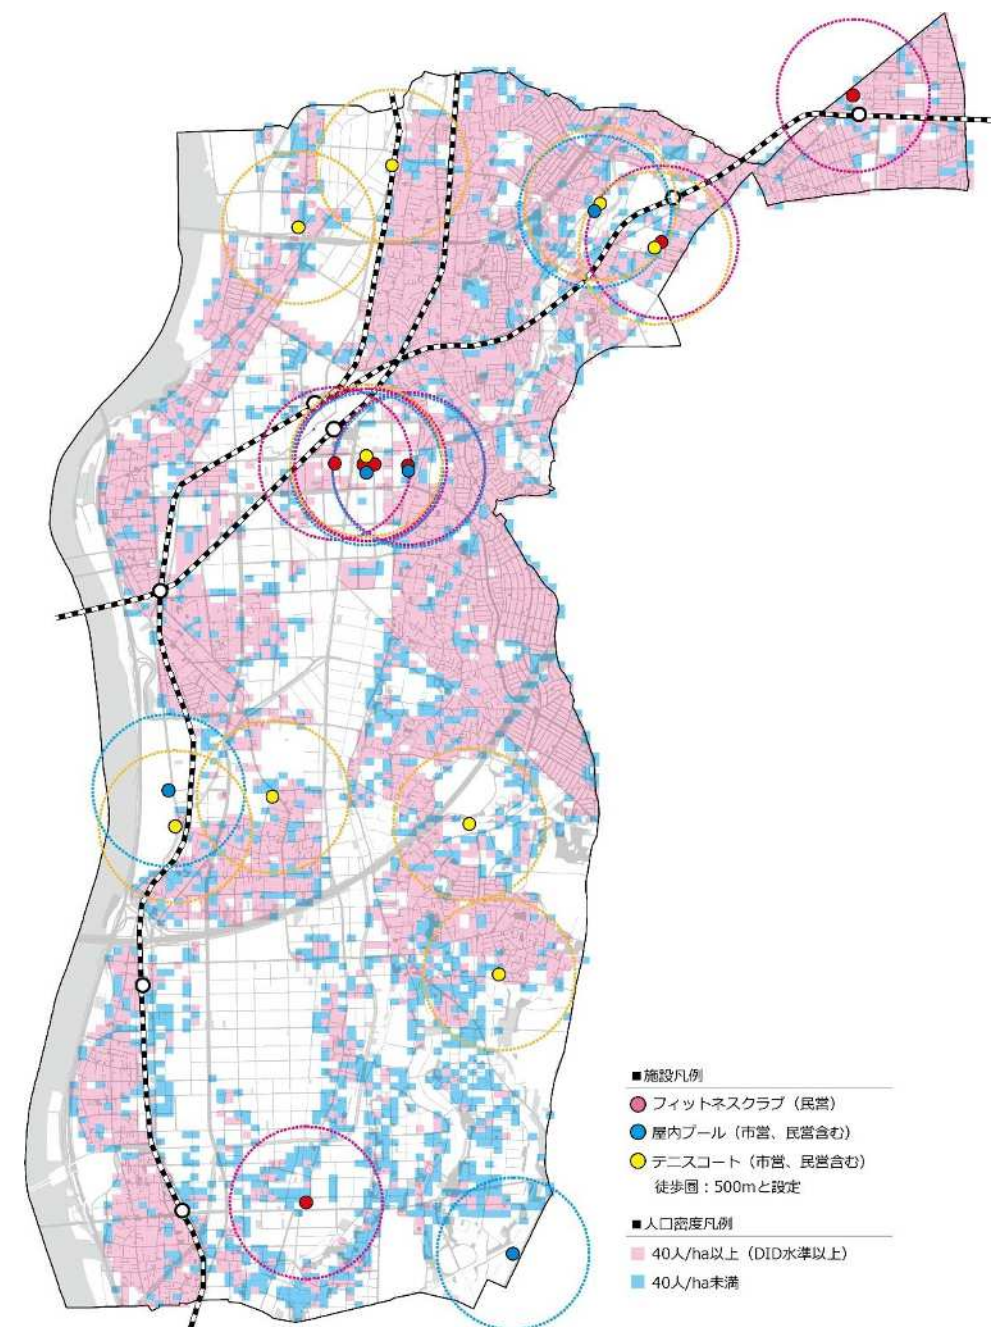 ■施設凡例
フィットネスクラブ（民営）
屋内プール（市営、民営含む）
テニスコート（市営、民営含む）
徒歩圏：500mと設定
■人口密度凡例
40人/ha以上（DID水準以上）
40人/ha未満